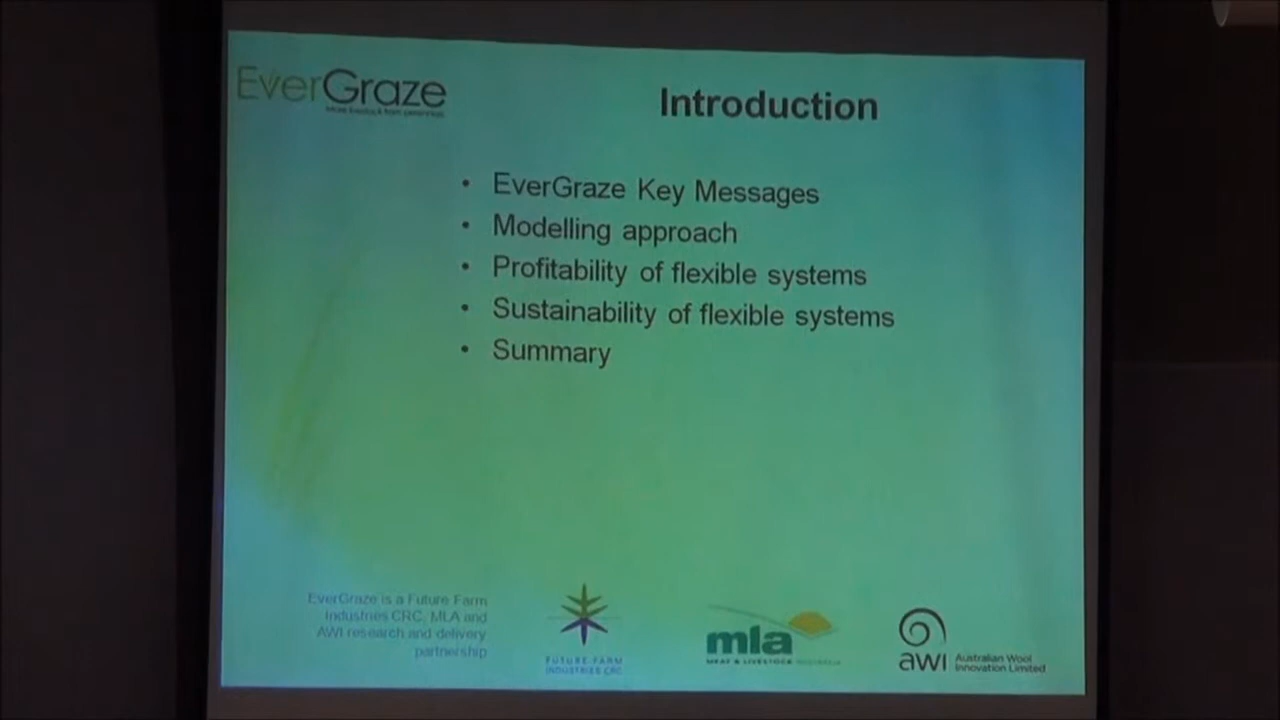 EverGraze
More livestock from perennials
Introduction
• EverGraze Key Messages
• Modelling approach
• Profitability of flexible systems
• Sustainability of flexible systems
• Summary
EverGraze is a Future Farm
Industries CRC, MLA and
AWI research and delivery
partnership
FUTURE FARM
INDUSTRIES CRC
mla
MEAT & LIVESTOCK AUSTRALIA
awi
Australian Wool
Innovation Limited